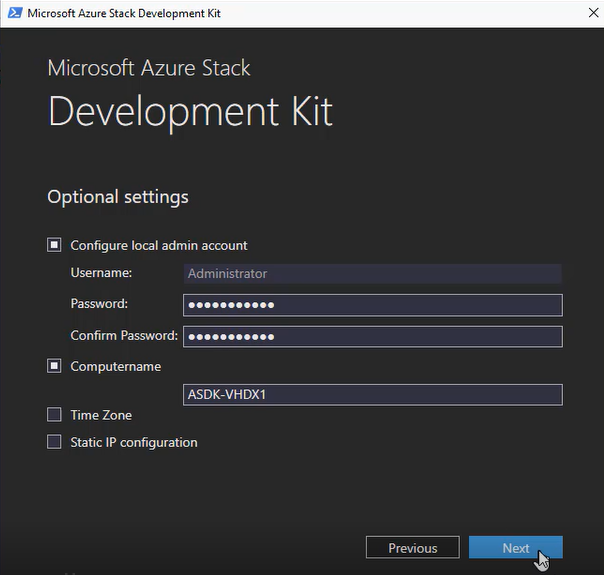 Microsoft Azure Stack Development Kit
Microsoft Azure Stack
Development Kit
Optional settings
Configure local admin account
Username: Administrator
Password: ●●●●●●●●●●●
Confirm Password: ●●●●●●●●●●●
Computername
ASDK-VHDX1
Time Zone
Static IP configuration
Previous Next